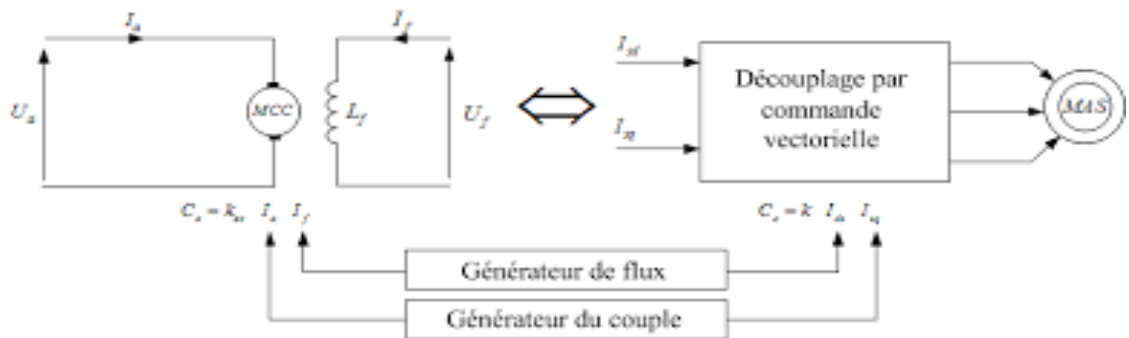 I_a
I_f
U_a
MCC
L_f
U_f
I_sd
I_sq
Découplage par
commande
vectorielle
MAS
C_e = k_m I_a I_f
C_e = k I_ds I_sq
Générateur de flux
Générateur du couple